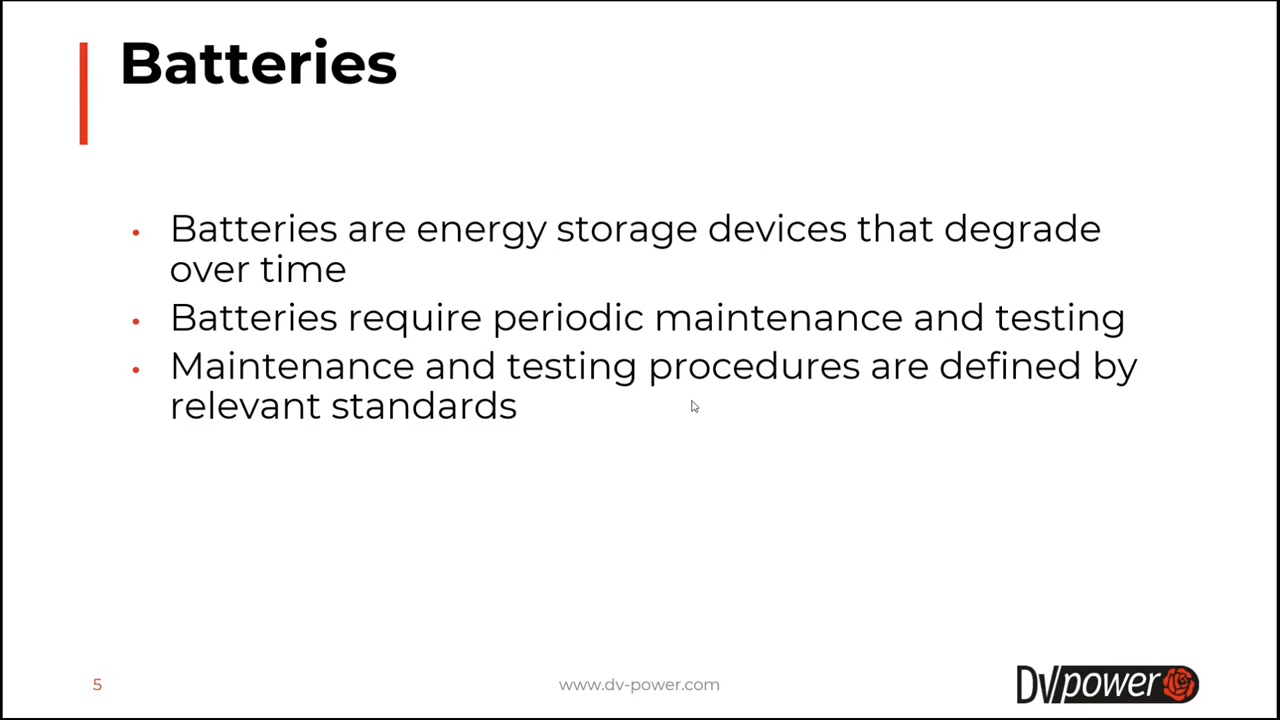 Batteries
• Batteries are energy storage devices that degrade
over time
• Batteries require periodic maintenance and testing
• Maintenance and testing procedures are defined by
relevant standards
5
www.dv-power.com
DV power